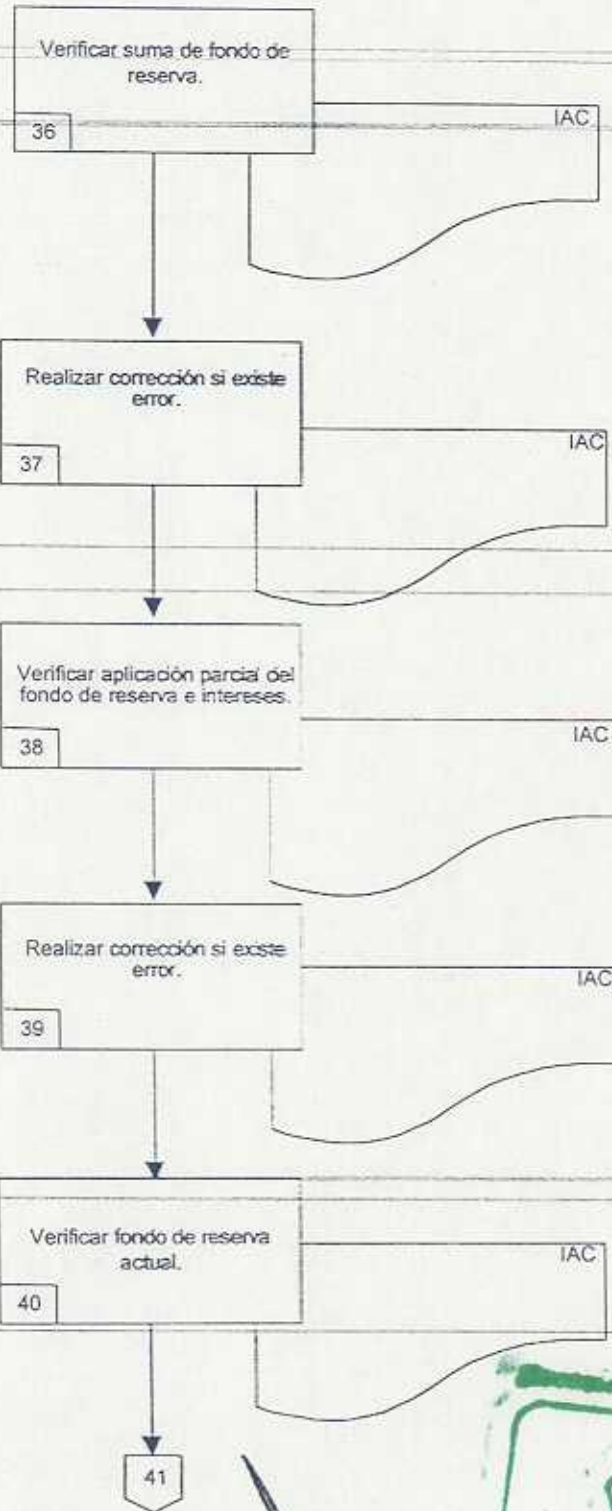 Verificar suma de fondo de
reserva.
36
IAC
Realizar corrección si existe
error.
37
IAC
Verificar aplicación parcial del
fondo de reserva e intereses.
38
IAC
Realizar corrección si existe
error.
39
IAC
Verificar fondo de reserva
actual.
40
IAC
41